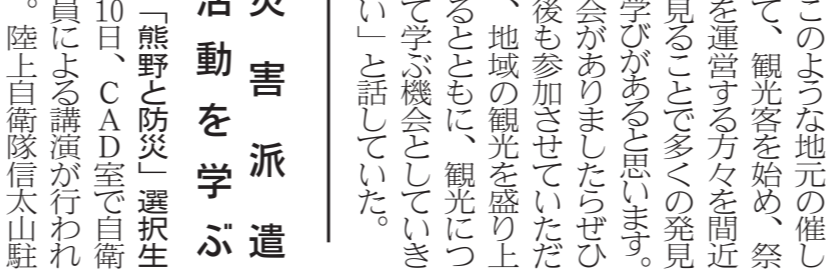 このような地元の催し
て、観光客を始め、祭
を運営する方々を間近
見ることで多くの発見
学びがあると思います。
会がありましたらぜひ
後も参加させていただ
、地域の観光を盛り上
るとともに、観光につ
て学ぶ機会としていき
い」と話していた。
災害派遣
活動を学ぶ
「熊野と防災」選択生
10日、CAD室で自衛
員による講演が行われ
。陸上自衛隊信太山駐